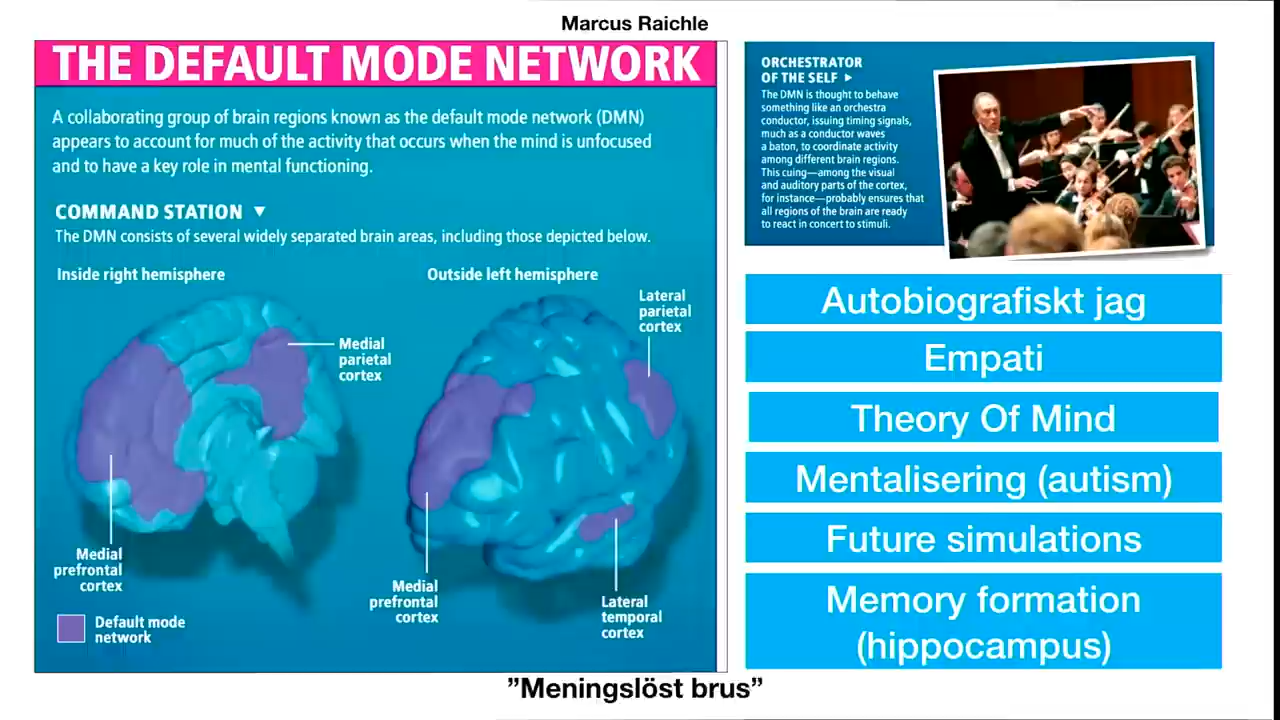 Marcus Raichle
THE DEFAULT MODE NETWORK
A collaborating group of brain regions known as the default mode network (DMN)
appears to account for much of the activity that occurs when the mind is unfocused
and to have a key role in mental functioning.
COMMAND STATION ▼
The DMN consists of several widely separated brain areas, including those depicted below.
Inside right hemisphere
Outside left hemisphere
Lateral
parietal
cortex
Medial
parietal
cortex
Medial
prefrontal
cortex
Medial
prefrontal
cortex
Lateral
temporal
cortex
Default mode
network
ORCHESTRATOR
OF THE SELF ►
The DMN is thought to behave
something like an orchestra
conductor, issuing timing signals,
much as a conductor waves
a baton, to coordinate activity
among different brain regions.
This cuing—among the visual
and auditory parts of the cortex,
for instance—probably ensures that
all regions of the brain are ready
to react in concert to stimuli.
Autobiografiskt jag
Empati
Theory Of Mind
Mentalisering (autism)
Future simulations
Memory formation
(hippocampus)
”Meningslöst brus”